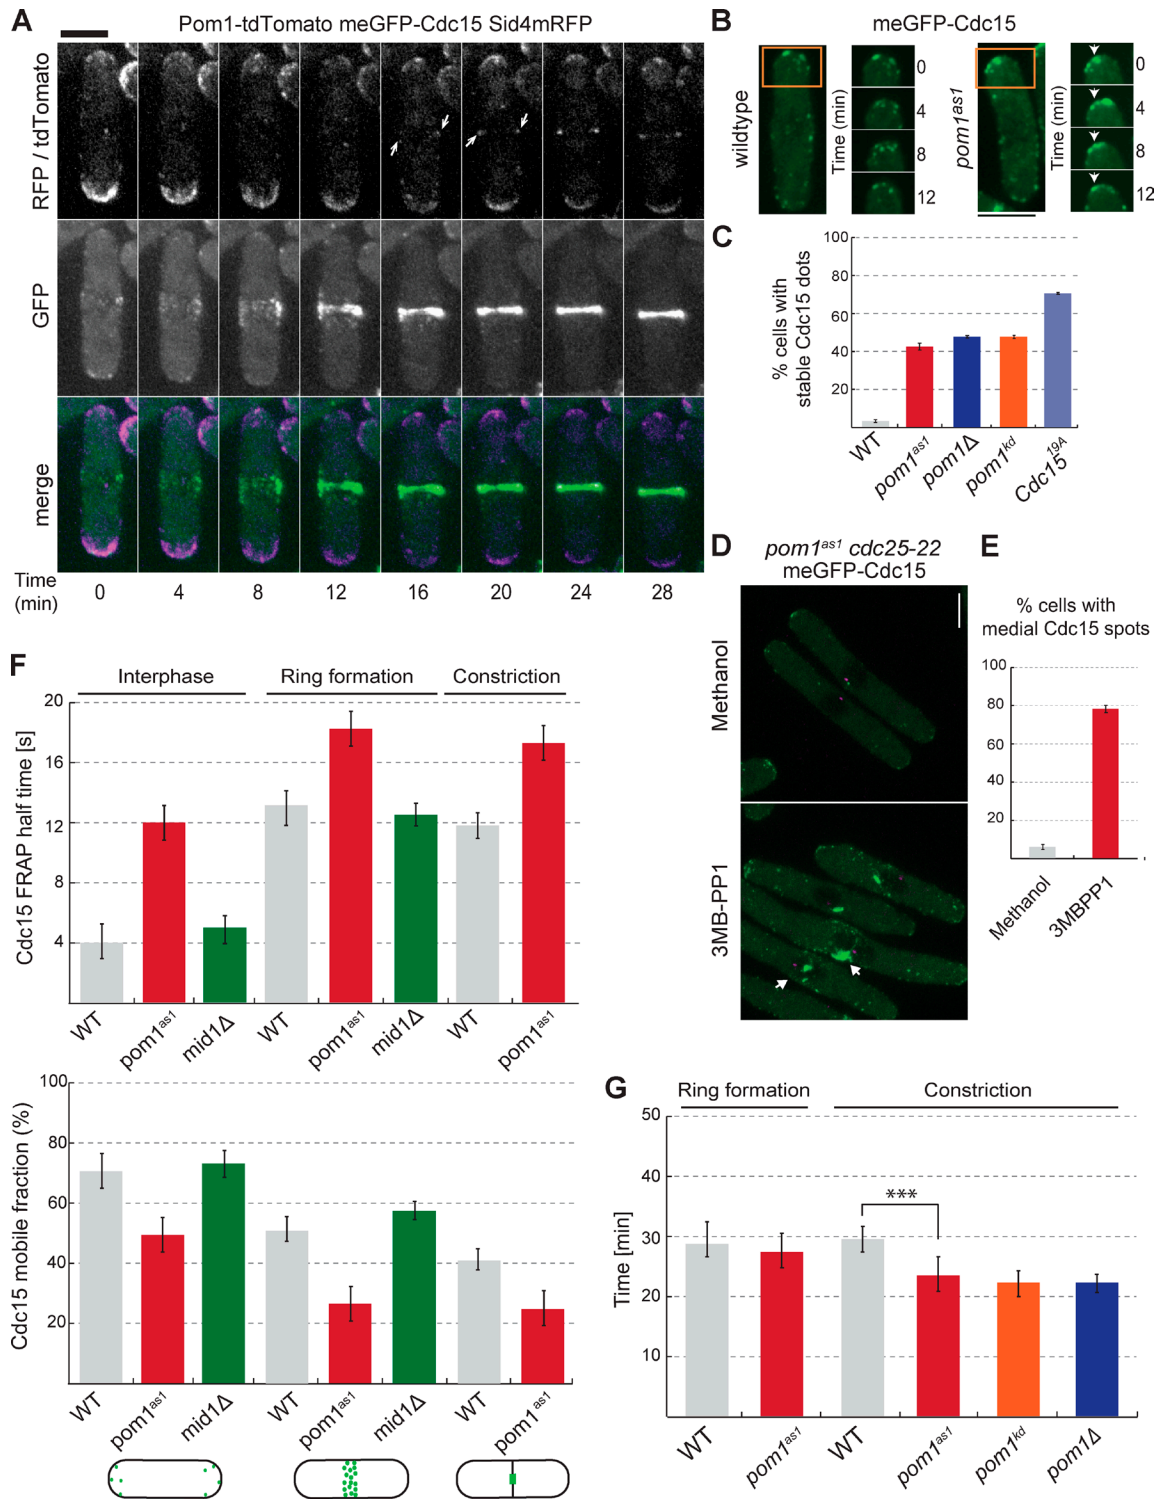 A
Pom1-tdTomato meGFP-Cdc15 Sid4mRFP
RFP / tdTomato
GFP
merge
Time (min)
0 4 8 12 16 20 24 28
B
meGFP-Cdc15
wildtype
Time (min)
0
4
8
12
pom1as1
Time (min)
0
4
8
12
C
% cells with
stable Cdc15 dots
100
80
60
40
20
WT
pom1as1
pom1Δ
pom1kd
Cdc1519A
D
pom1as1 cdc25-22
meGFP-Cdc15
Methanol
3MB-PP1
E
% cells with
medial Cdc15 spots
100
80
60
40
20
Methanol
3MBPP1
F
Interphase Ring formation Constriction
Cdc15 FRAP half time [s]
20
16
12
8
4
WT pom1as1 mid1Δ WT pom1as1 mid1Δ WT pom1as1
Cdc15 mobile fraction (%)
100
80
60
40
20
WT pom1as1 mid1Δ WT pom1as1 mid1Δ WT pom1as1
G
Ring formation Constriction
Time [min]
50
40
30
20
10
***
WT pom1as1 WT pom1as1 pom1kd pom1Δ